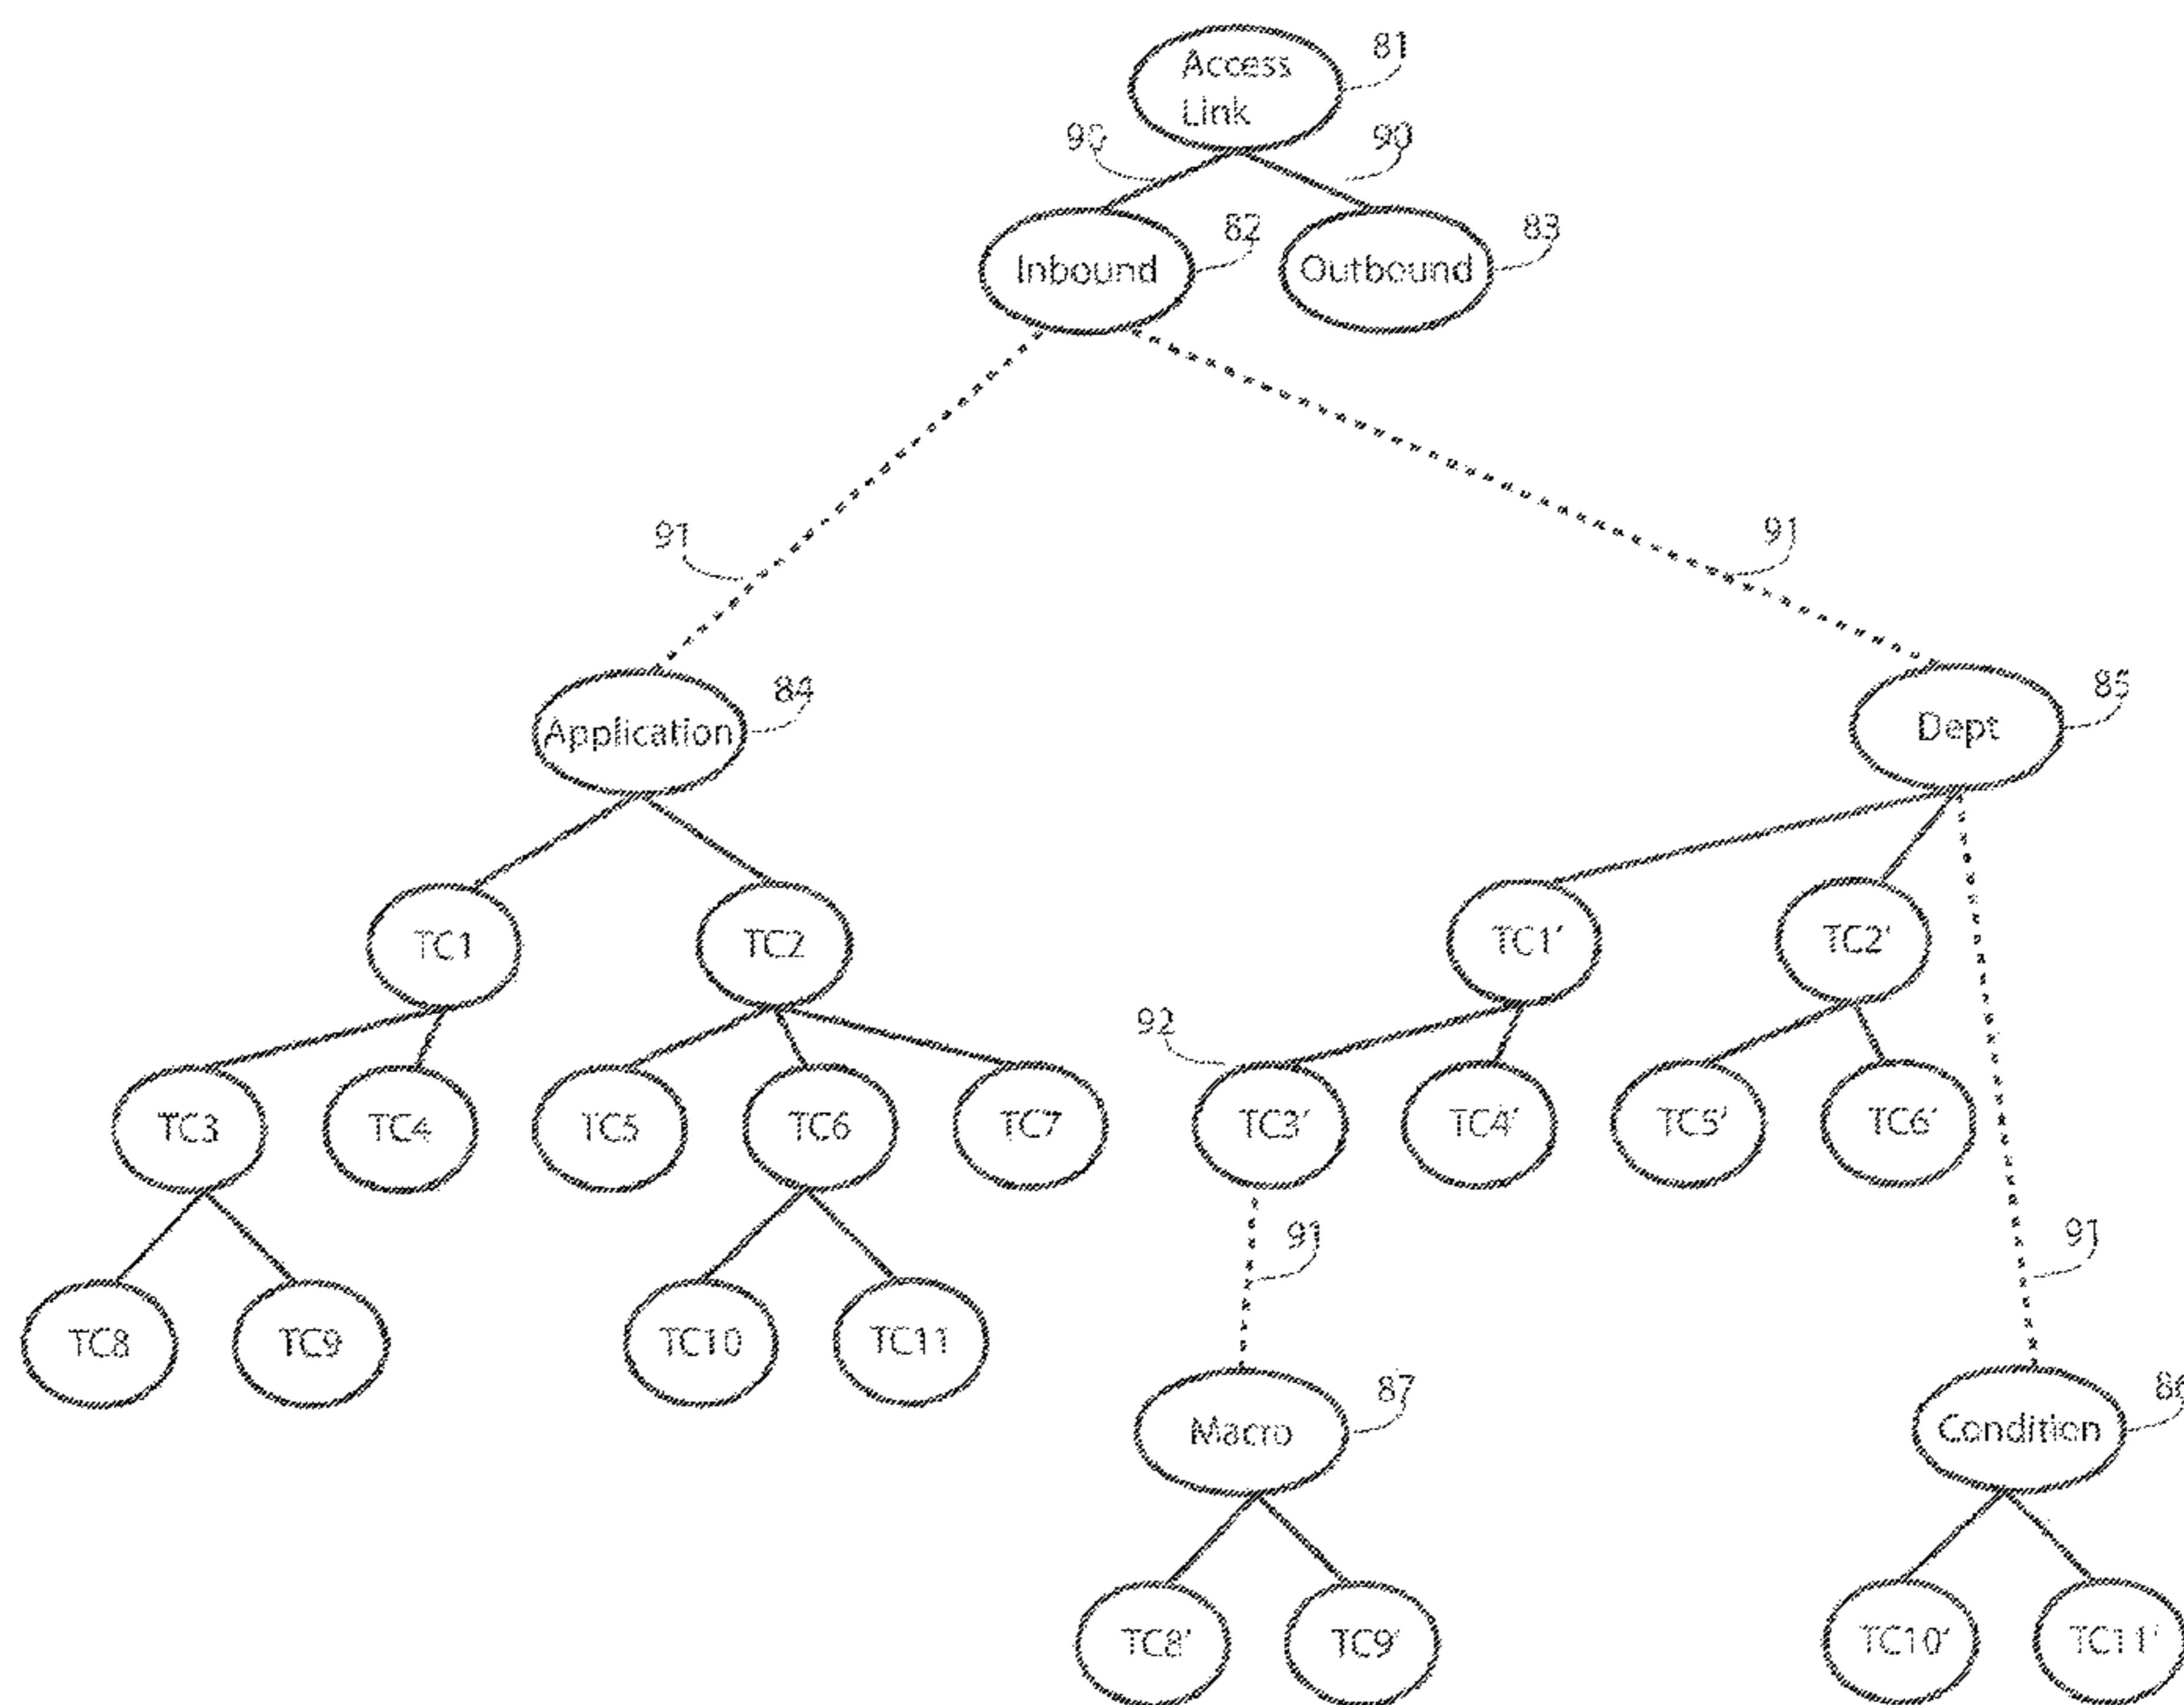 Access
Link
81
90
90
Inbound
82
Outbound
83
91
91
Application
84
Dept
85
TC1
TC2
TC1'
TC2'
92
TC3
TC4
TC5
TC6
TC7
TC3'
TC4'
TC5'
TC6'
91
91
TC8
TC9
TC10
TC11
Macro
87
Condition
86
TC8'
TC9'
TC10'
TC11'